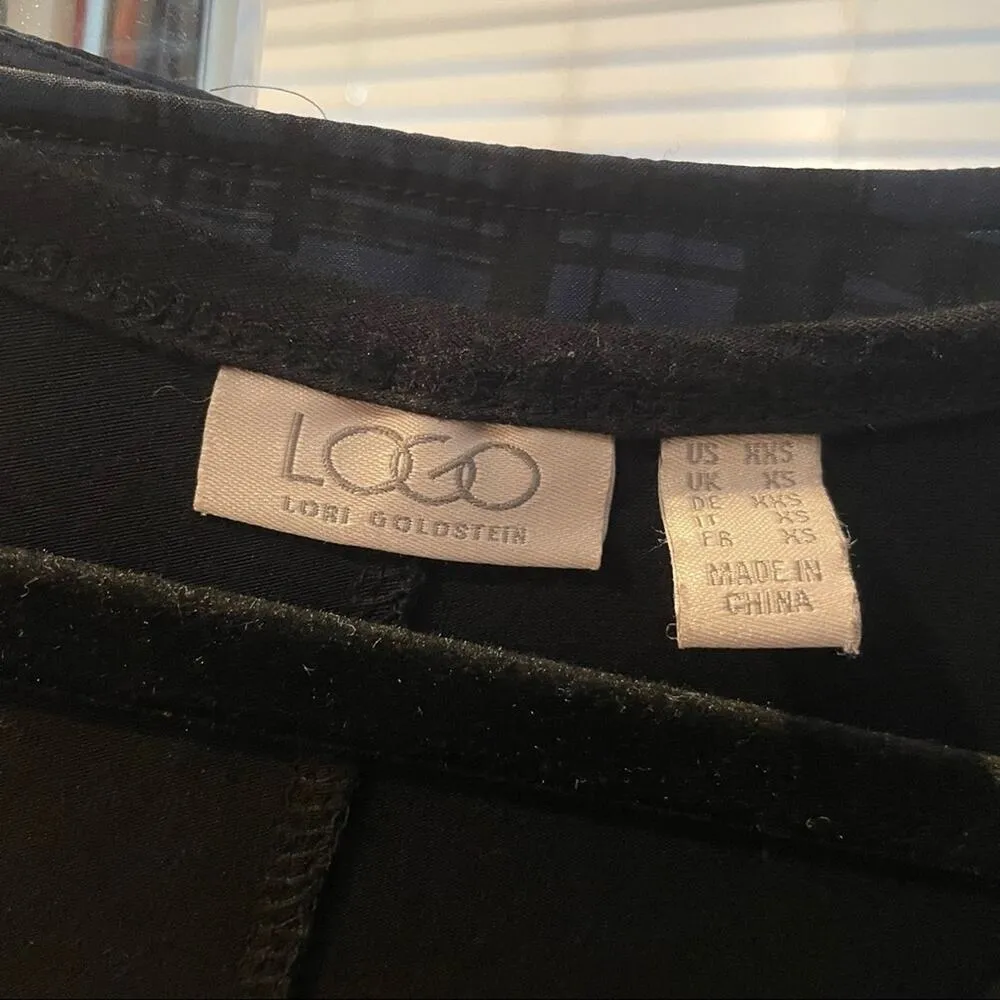 LOGO
LORI GOLDSTEIN
US XXS
UK XS
DE XXS
IT XS
FR XS
MADE IN
CHINA